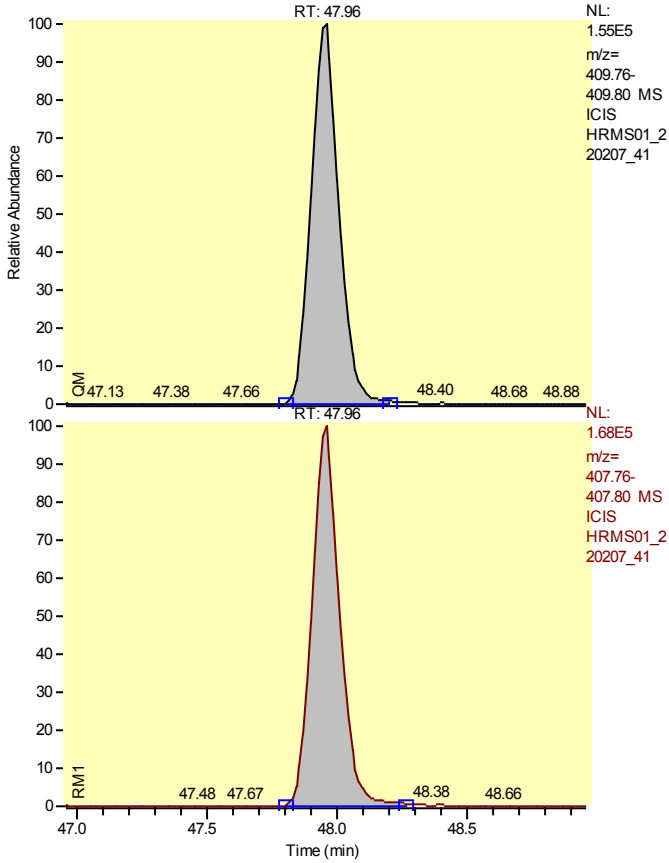 RT: 47.96
NL:
1.55E5
m/z=
409.76-
409.80 MS
ICIS
HRMS01_2
20207_41
100
90
80
70
60
50
40
30
20
10
0
Relative Abundance
QM
47.13 47.38 47.66 48.40 48.68 48.88
RT: 47.96
NL:
1.68E5
m/z=
407.76-
407.80 MS
ICIS
HRMS01_2
20207_41
100
90
80
70
60
50
40
30
20
10
0
RM1
47.48 47.67 48.38 48.66
47.0 47.5 48.0 48.5
Time (min)